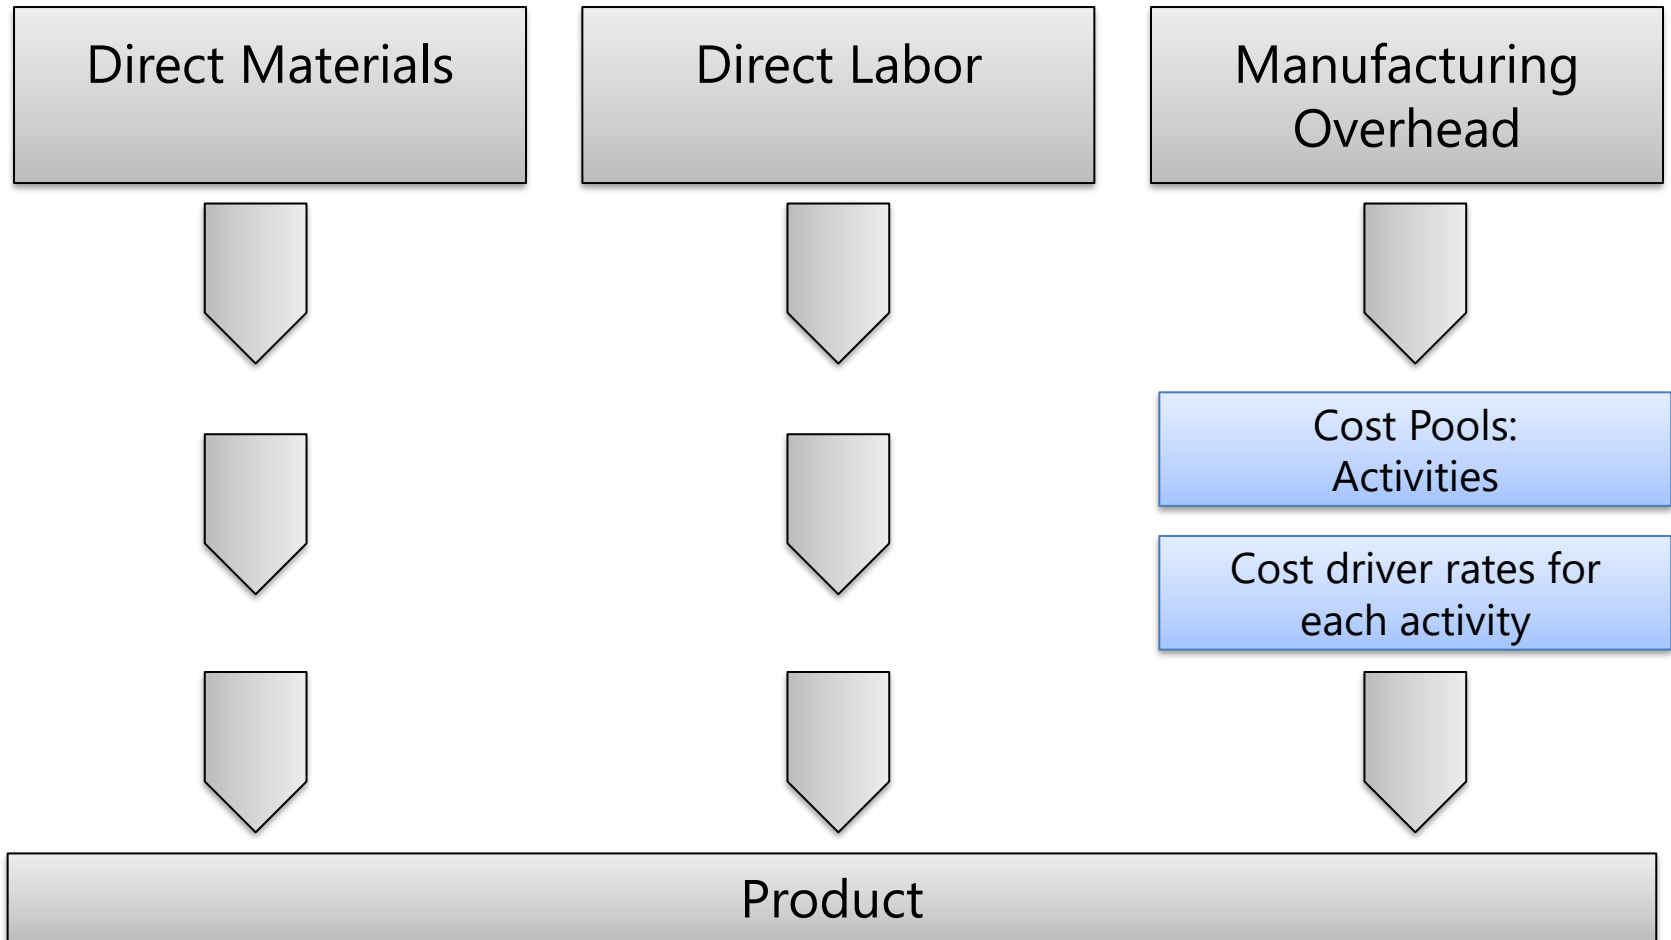 Direct Materials
Direct Labor
Manufacturing
Overhead
Cost Pools:
Activities
Cost driver rates for
each activity
Product